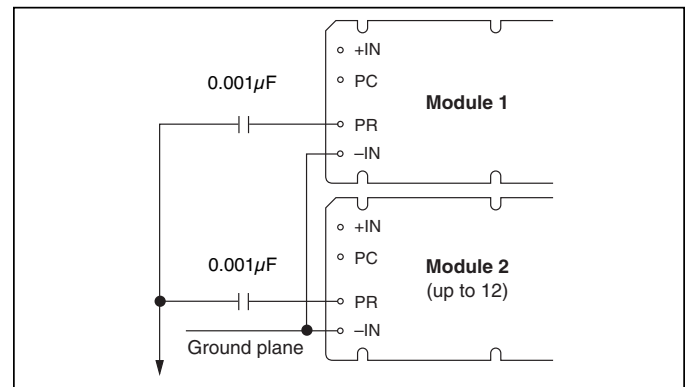 +IN
0.001µF
PC
Module 1
PR
–IN
+IN
PC
0.001µF
Module 2
(up to 12)
PR
–IN
Ground plane